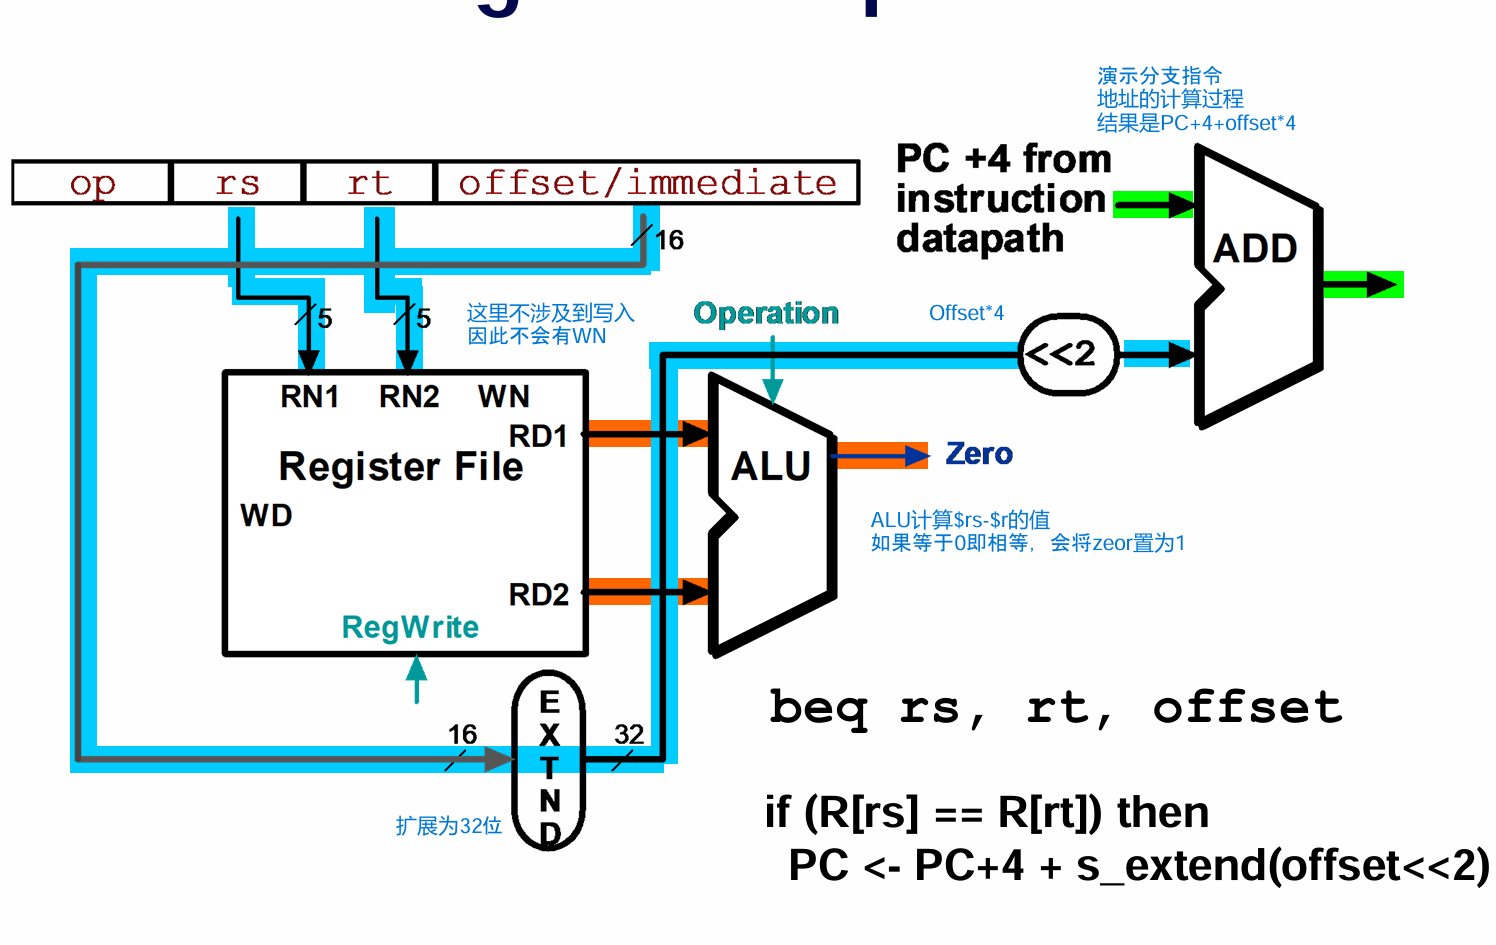 演示分支指令
地址的计算过程
结果是PC+4+offset*4
PC +4 from
instruction
datapath
ADD
op rs rt offset/immediate
16
5
5
这里不涉及到写入
因此不会有WN
Operation
Offset*4
<<2
RN1 RN2 WN
RD1
Register File
WD
RD2
RegWrite
ALU
Zero
ALU计算$rs-$r的值
如果等于0即相等，会将zeor置为1
16
32
EXTND
扩展为32位
beq rs, rt, offset
if (R[rs] == R[rt]) then
PC <- PC+4 + s_extend(offset<<2)